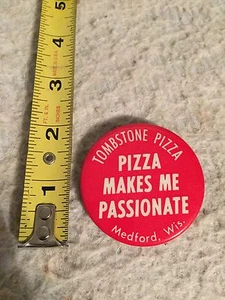 TOMBSTONE PIZZA
PIZZA
MAKES ME
PASSIONATE
Medford, Wis.
5
4
3
2
1